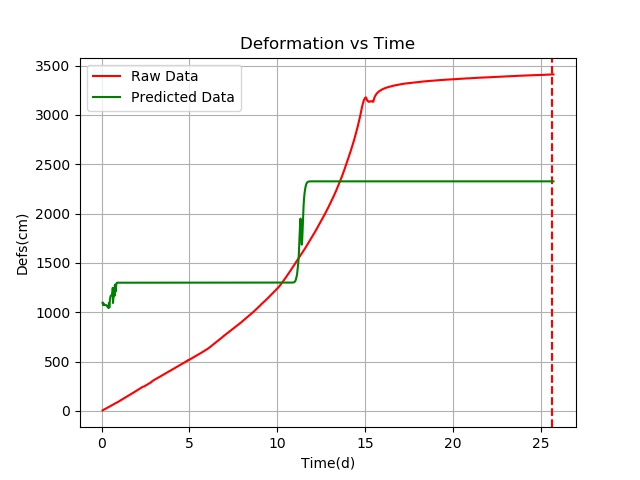 Deformation vs Time
Raw Data
Predicted Data
3500
3000
2500
2000
1500
1000
500
0
Defs(cm)
0 5 10 15 20 25
Time(d)